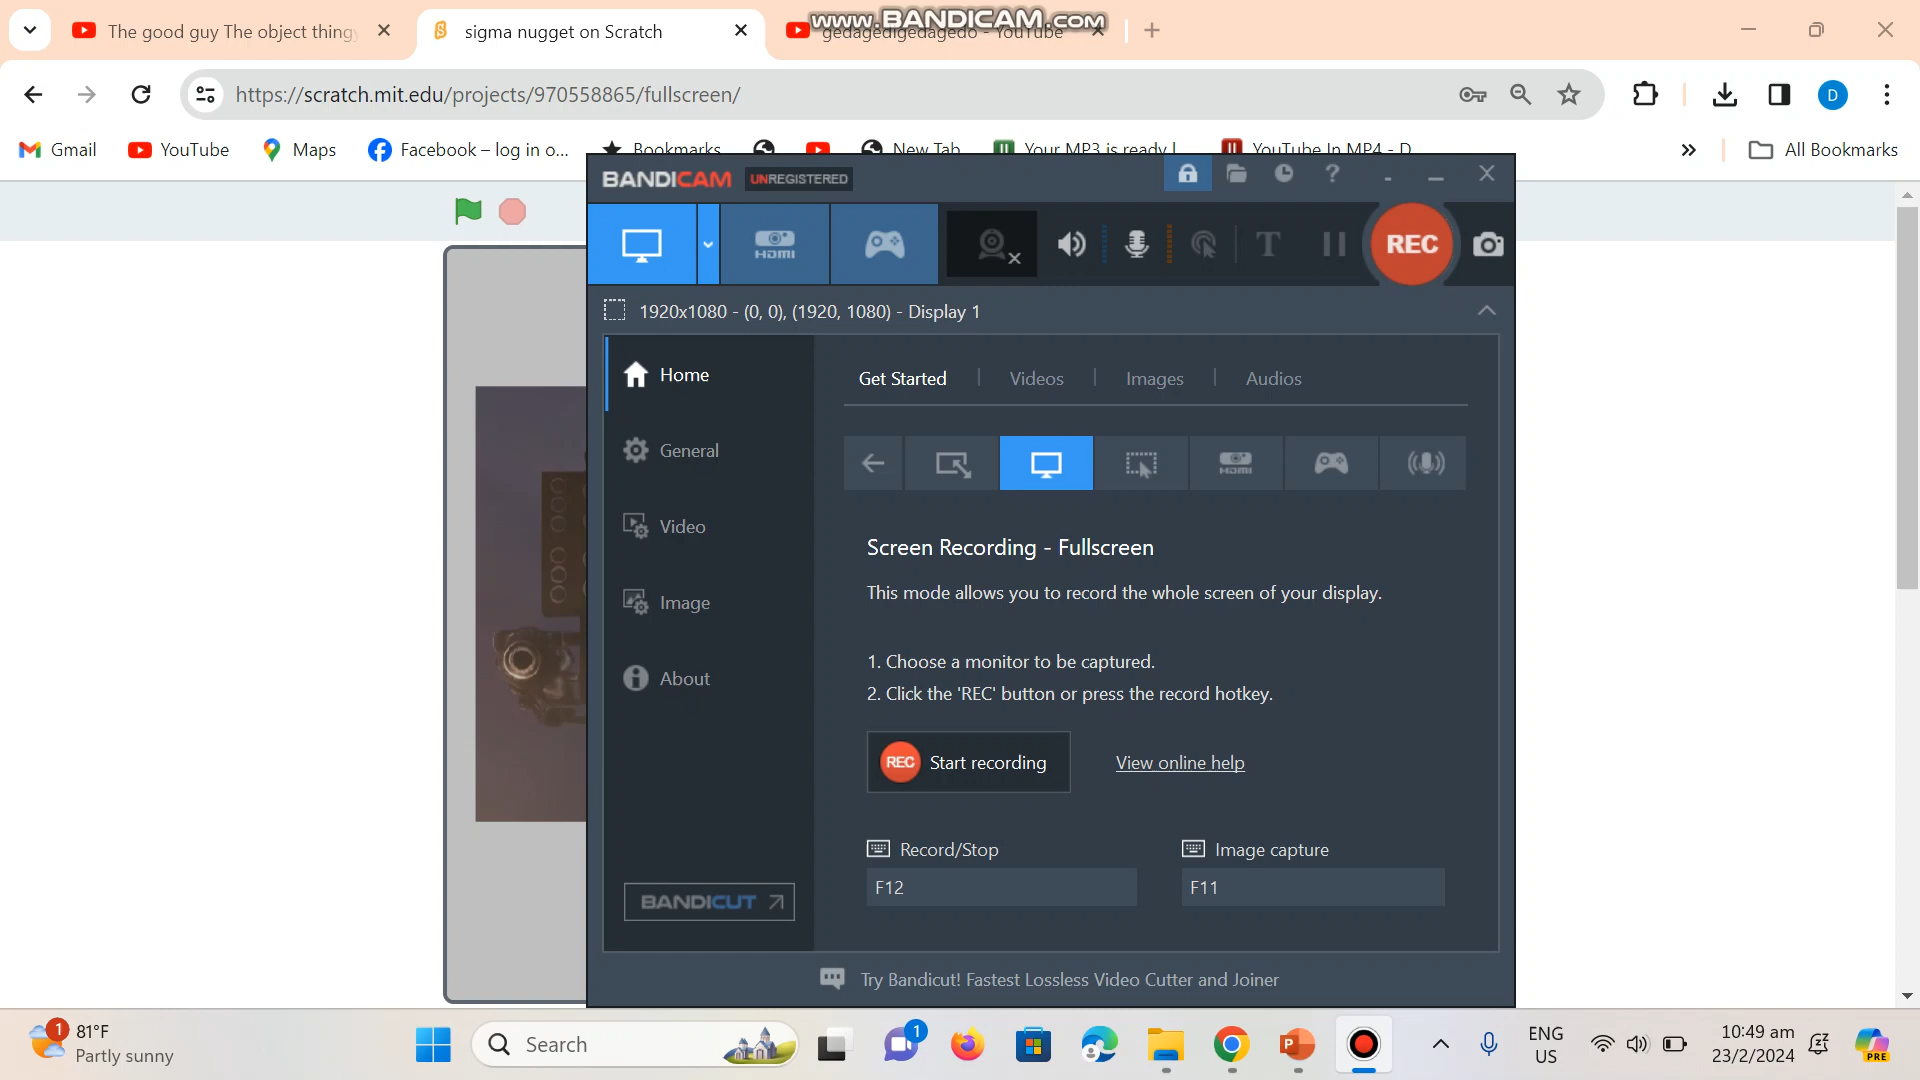 The good guy The object thingy
sigma nugget on Scratch
gedagedigedagedo - YouTube
www.BANDICAM.com
https://scratch.mit.edu/projects/970558865/fullscreen/
D
Gmail
YouTube
Maps
Facebook – log in o...
Bookmarks
New Tab
Your MP3 is ready !
YouTube In MP4 - D
All Bookmarks
BANDICAM UNREGISTERED
HDMI
T
REC
1920x1080 - (0, 0), (1920, 1080) - Display 1
Home
General
Video
Image
About
BANDICUT
Get Started
Videos
Images
Audios
HDMI
Screen Recording - Fullscreen
This mode allows you to record the whole screen of your display.
1. Choose a monitor to be captured.
2. Click the 'REC' button or press the record hotkey.
REC Start recording
View online help
Record/Stop
Image capture
F12
F11
Try Bandicut! Fastest Lossless Video Cutter and Joiner
1
81°F
Partly sunny
Search
1
P
ENG
US
10:49 am
23/2/2024
PRE